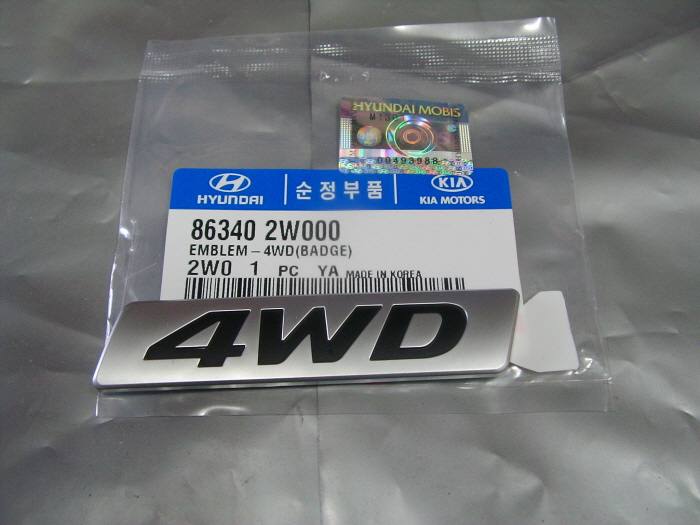 HYUNDAI MOBIS
00493988
HYUNDAI 순정부품 KIA
KIA MOTORS
86340 2W000
EMBLEM-4WD(BADGE)
2W0 1 PC YA MADE IN KOREA
4WD